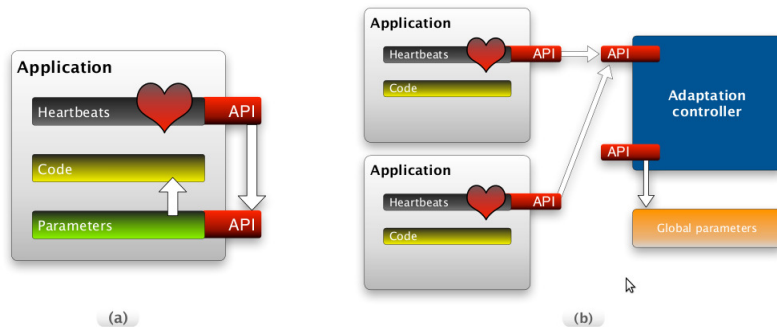 Application
Heartbeats
API
Code
Parameters
API
(a)
Application
Heartbeats
API
Code
Application
Heartbeats
API
Code
API
Adaptation
controller
API
Global parameters
(b)